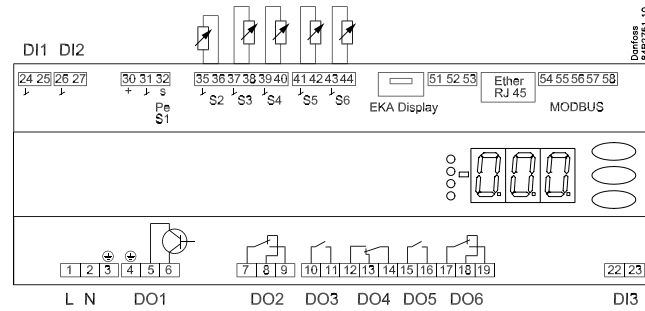 Danfoss
84B2751.10
DI1 DI2
24 25 26 27 30 31 32 35 36 37 38 39 40 41 42 43 44 51 52 53 Ether 54 55 56 57 58
RJ 45
+ s S2 S3 S4 S5 S6 EKA Display MODBUS
Pe
S1
1 2 3 4 5 6 7 8 9 10 11 12 13 14 15 16 17 18 19 22 23
L N DO1 DO2 DO3 DO4 DO5 DO6 DI3